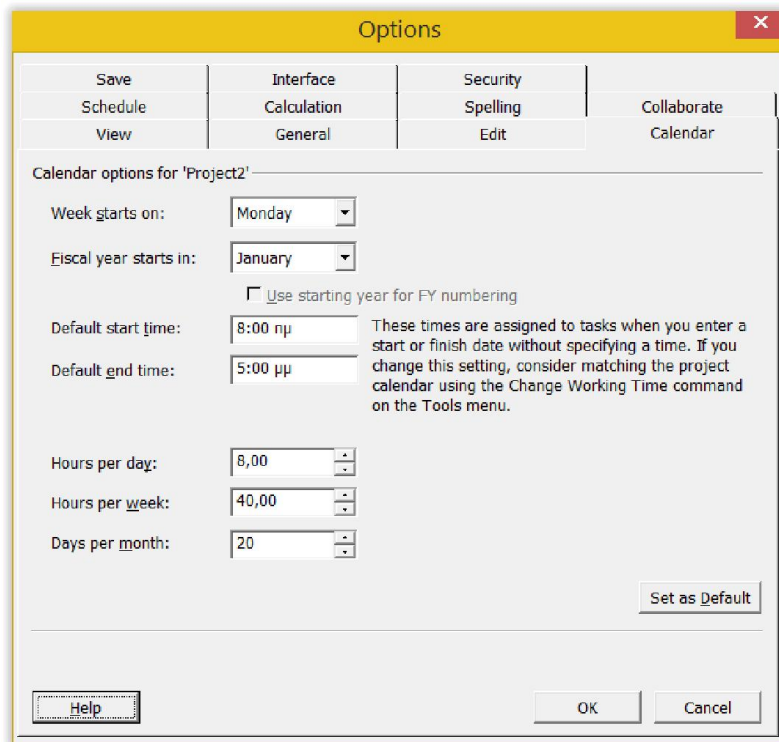 Options
Save Interface Security
Schedule Calculation Spelling Collaborate
View General Edit Calendar
Calendar options for 'Project2'
Week starts on: Monday
Fiscal year starts in: January
Use starting year for FY numbering
Default start time: 8:00 πμ
Default end time: 5:00 μμ
These times are assigned to tasks when you enter a
start or finish date without specifying a time. If you
change this setting, consider matching the project
calendar using the Change Working Time command
on the Tools menu.
Hours per day: 8,00
Hours per week: 40,00
Days per month: 20
Set as Default
Help OK Cancel